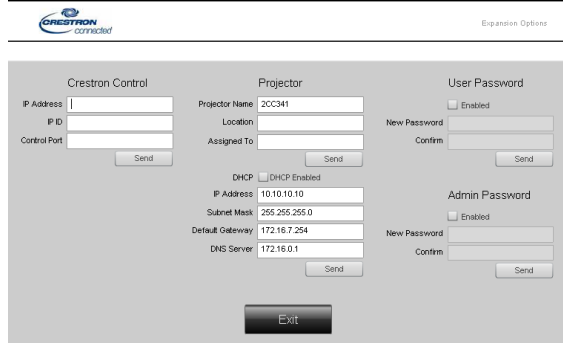 CRESTRON
connected
Expansion Options
Crestron Control
IP Address
IP ID
Control Port
Send
Projector
Projector Name 2CC341
Location
Assigned To
Send
DHCP DHCP Enabled
IP Address 10.10.10.10
Subnet Mask 255.255.255.0
Default Gateway 172.16.7.254
DNS Server 172.16.0.1
Send
User Password
Enabled
New Password
Confirm
Send
Admin Password
Enabled
New Password
Confirm
Send
Exit